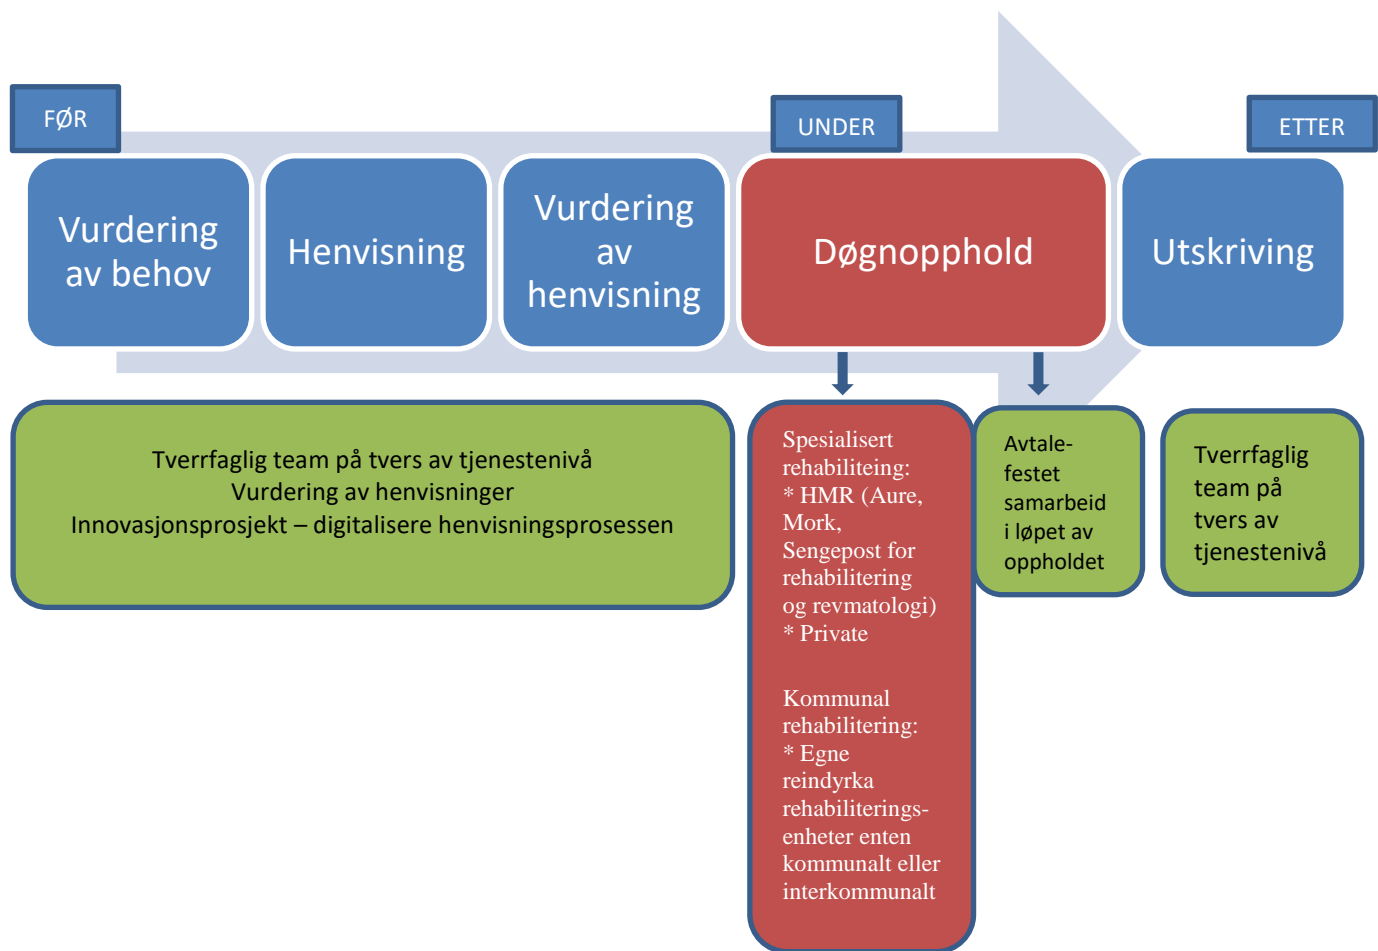 FØR
UNDER
ETTER
Vurdering
av behov
Henvisning
Vurdering
av
henvisning
Døgnopphold
Utskriving
Tverrfaglig team på tvers av tjenestenivå
Vurdering av henvisninger
Innovasjonsprosjekt – digitalisere henvisningsprosessen
Spesialisert
rehabiliteing:
* HMR (Aure,
Mork,
Sengepost for
rehabilitering
og revmatologi)
* Private
Kommunal
rehabilitering:
* Egne
reindyrka
rehabiliterings-
enheter enten
kommunalt eller
interkommunalt
Avtale-
festet
samarbeid
i løpet av
oppholdet
Tverrfaglig
team på
tvers av
tjenestenivå